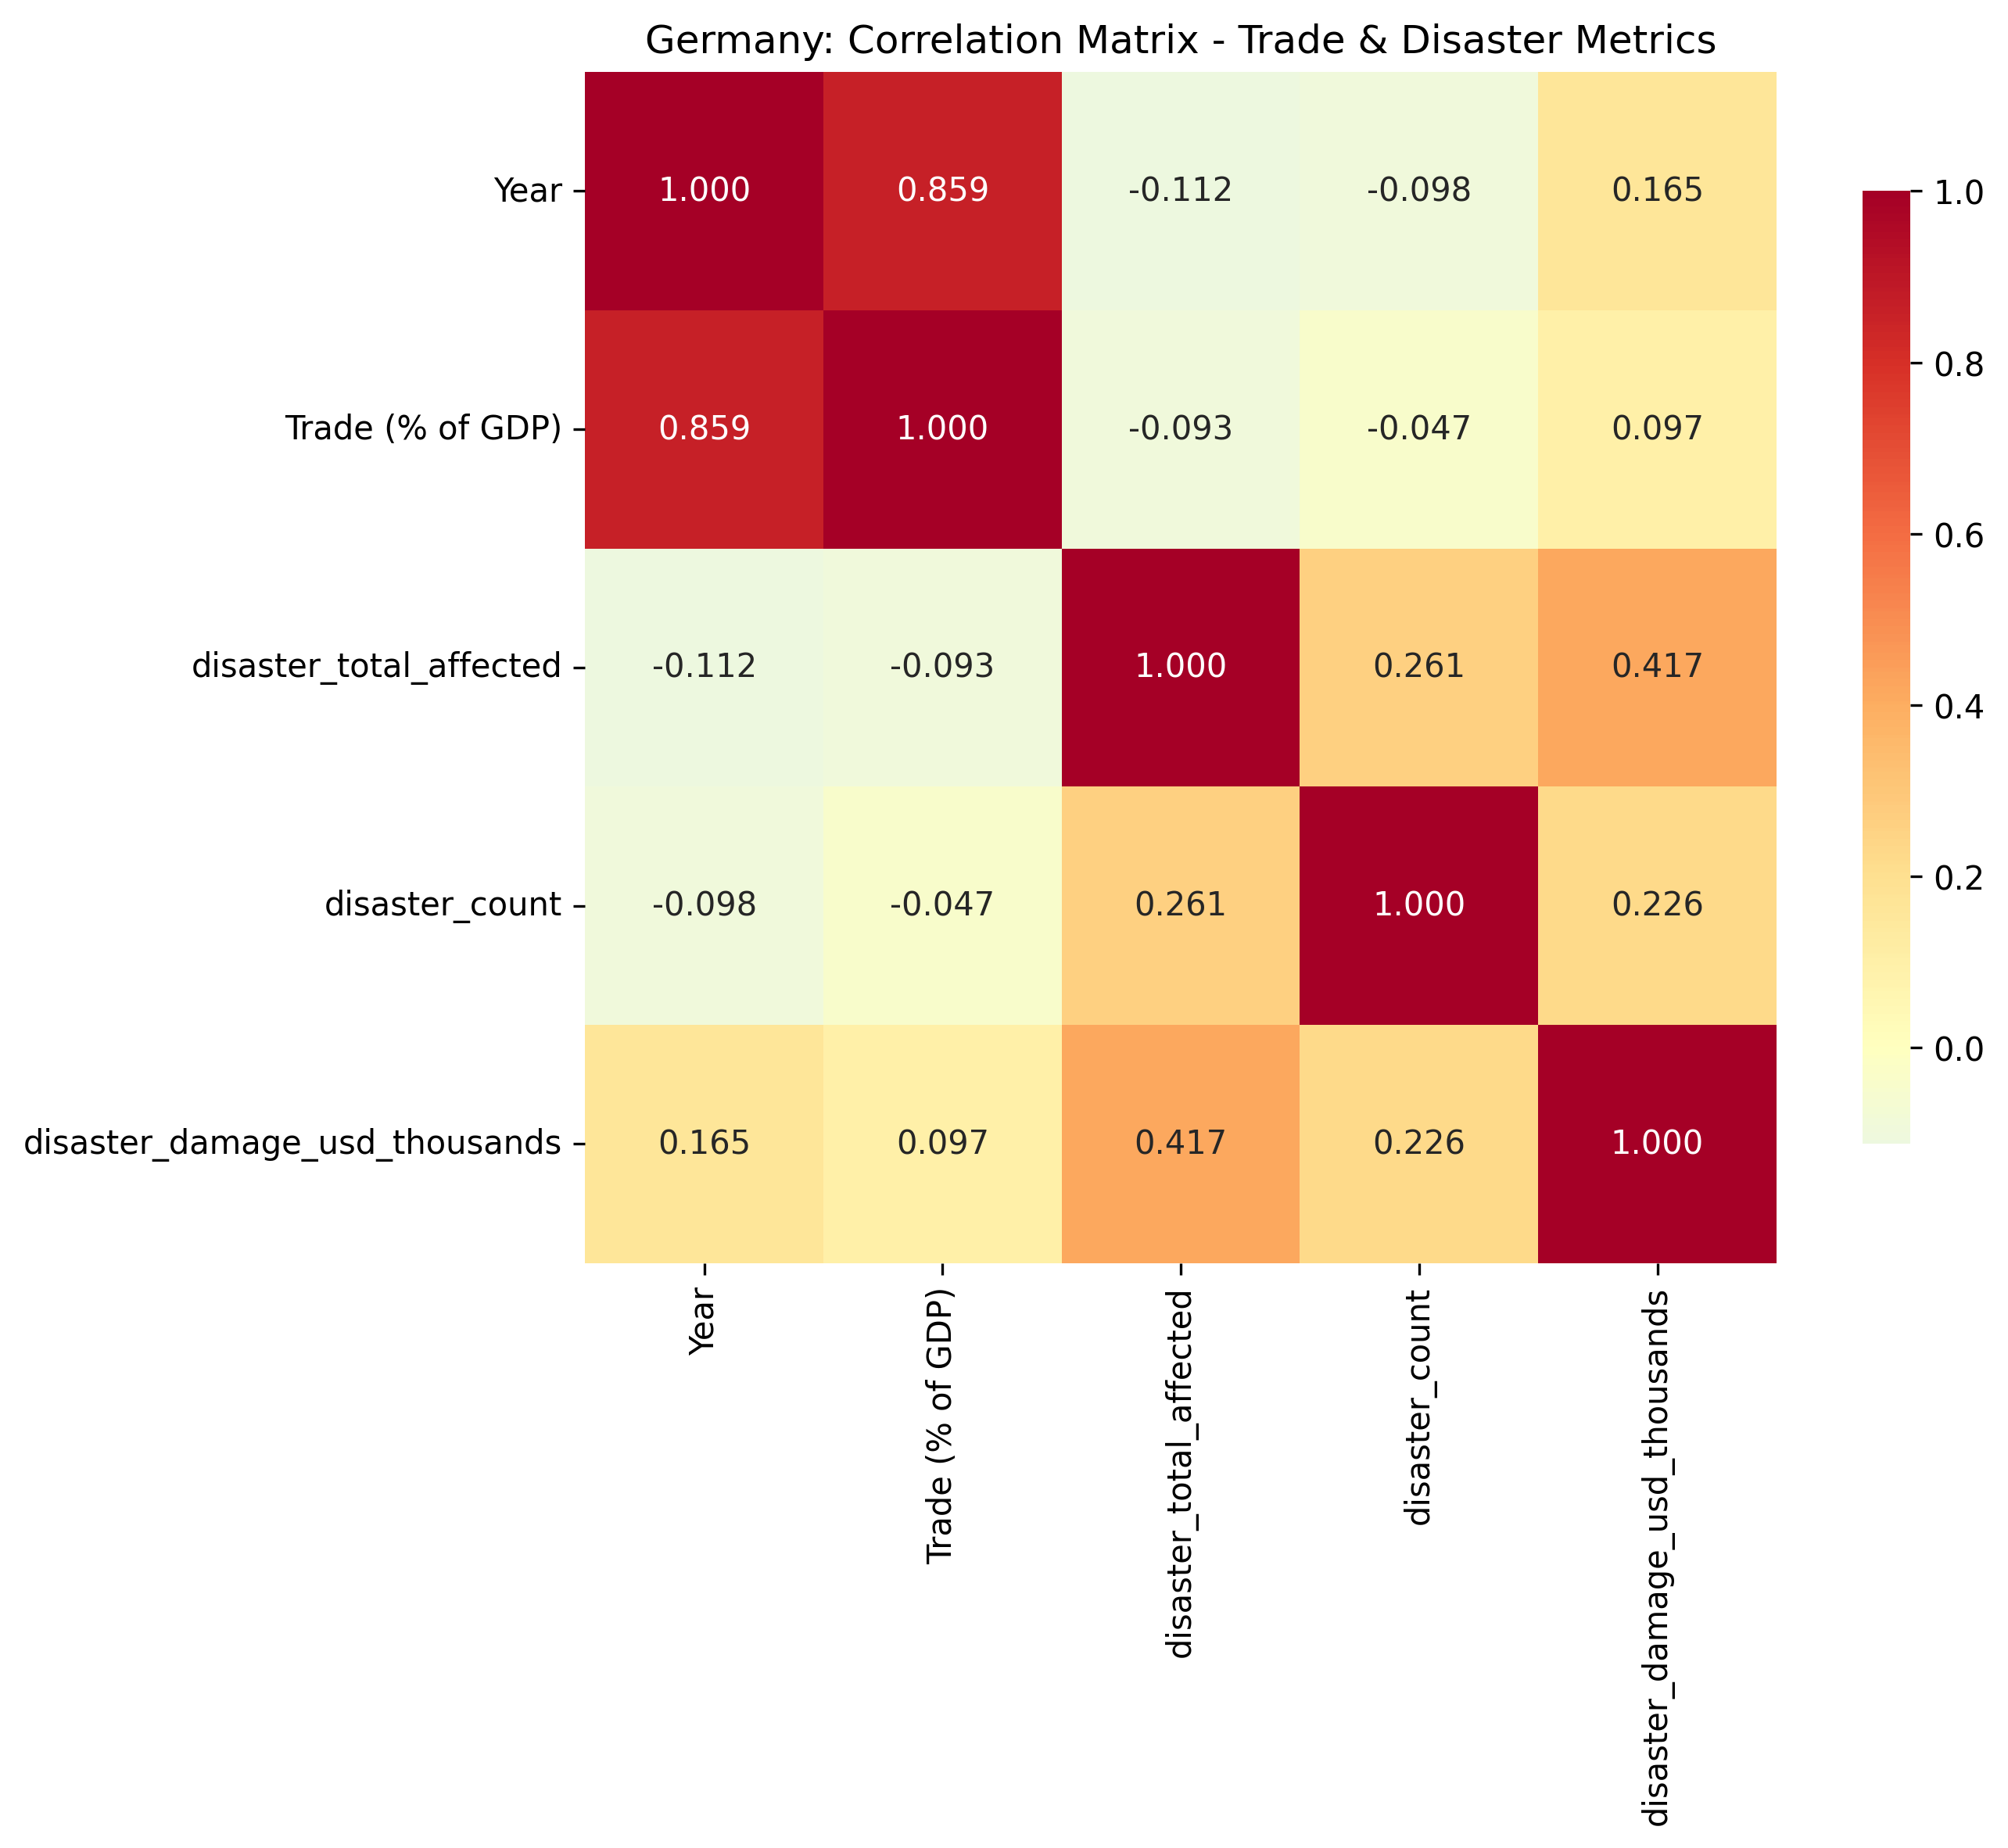 Germany: Correlation Matrix - Trade & Disaster Metrics
Year
1.000 0.859 -0.112 -0.098 0.165
Trade (% of GDP)
0.859 1.000 -0.093 -0.047 0.097
disaster_total_affected
-0.112 -0.093 1.000 0.261 0.417
disaster_count
-0.098 -0.047 0.261 1.000 0.226
disaster_damage_usd_thousands
0.165 0.097 0.417 0.226 1.000
Year
Trade (% of GDP)
disaster_total_affected
disaster_count
disaster_damage_usd_thousands
1.0
0.8
0.6
0.4
0.2
0.0